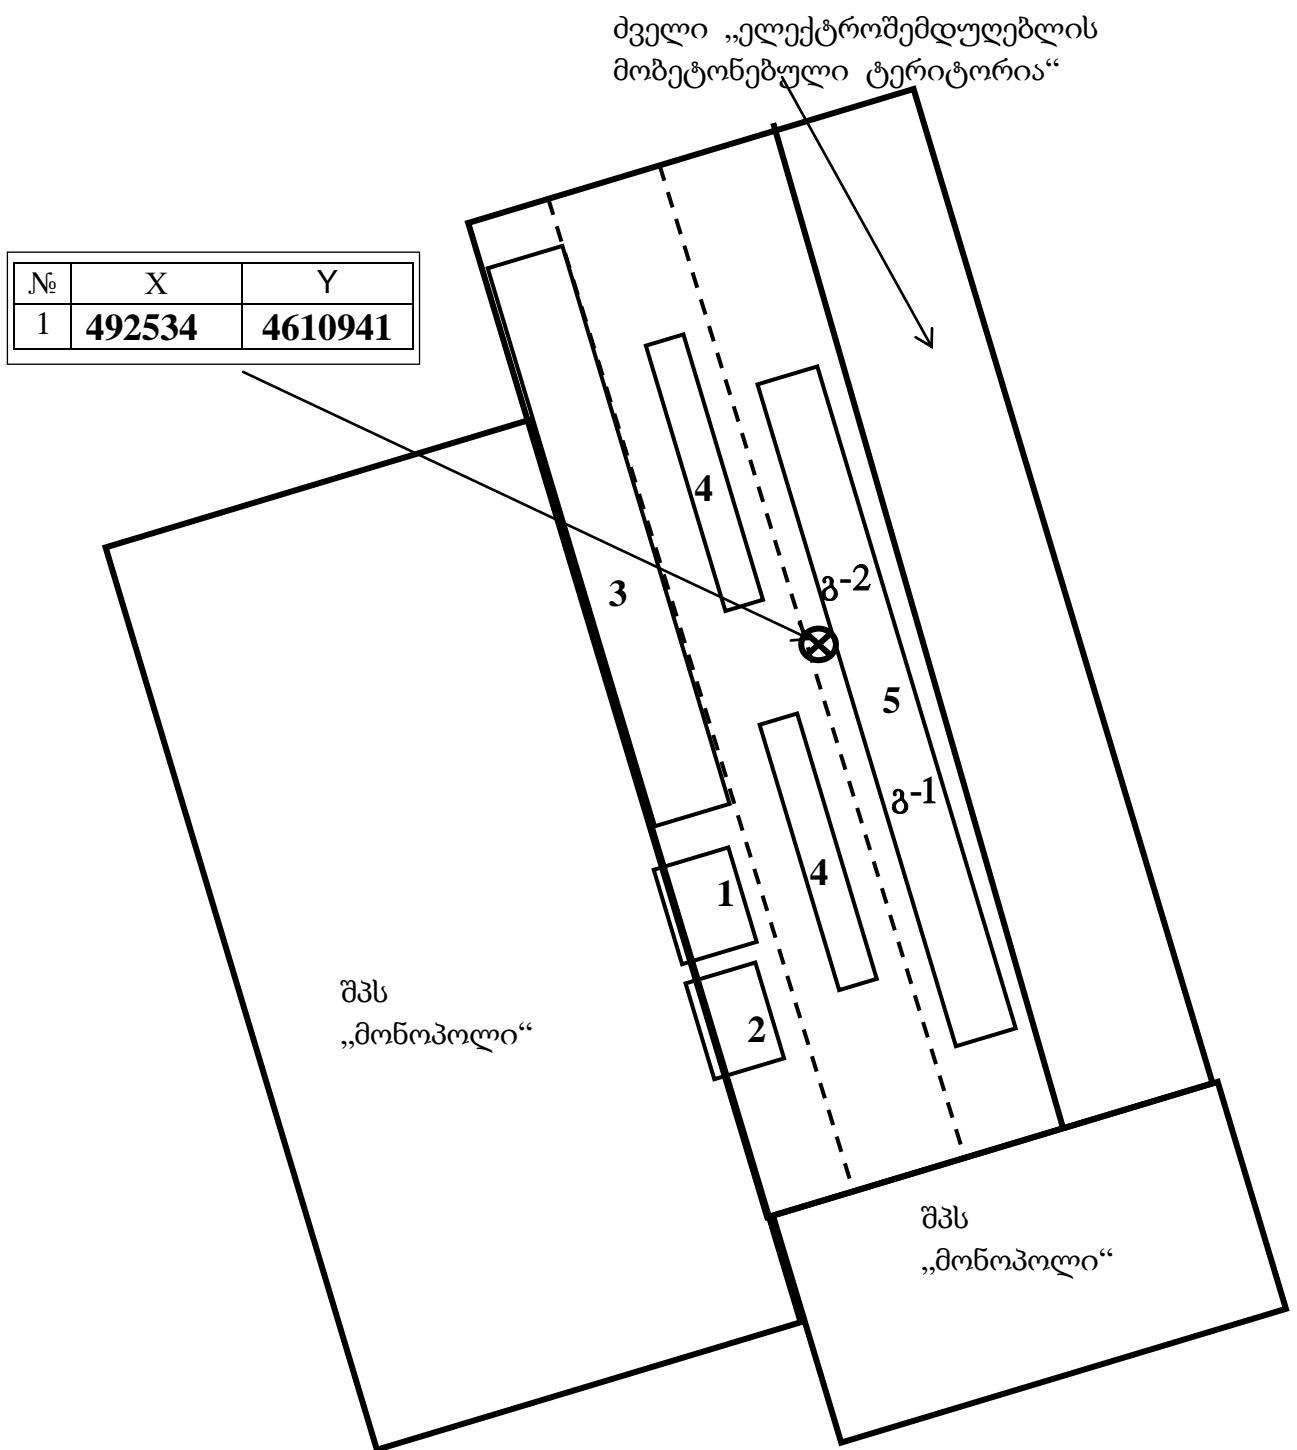 ძველი „ელექტროშემდუღებლის
მობეტონებული ტერიტორია“
№ X Y
1 492534 4610941
4
3
გ-2
5
გ-1
4
1
2
შპს
„მონოპოლი“
შპს
„მონოპოლი“